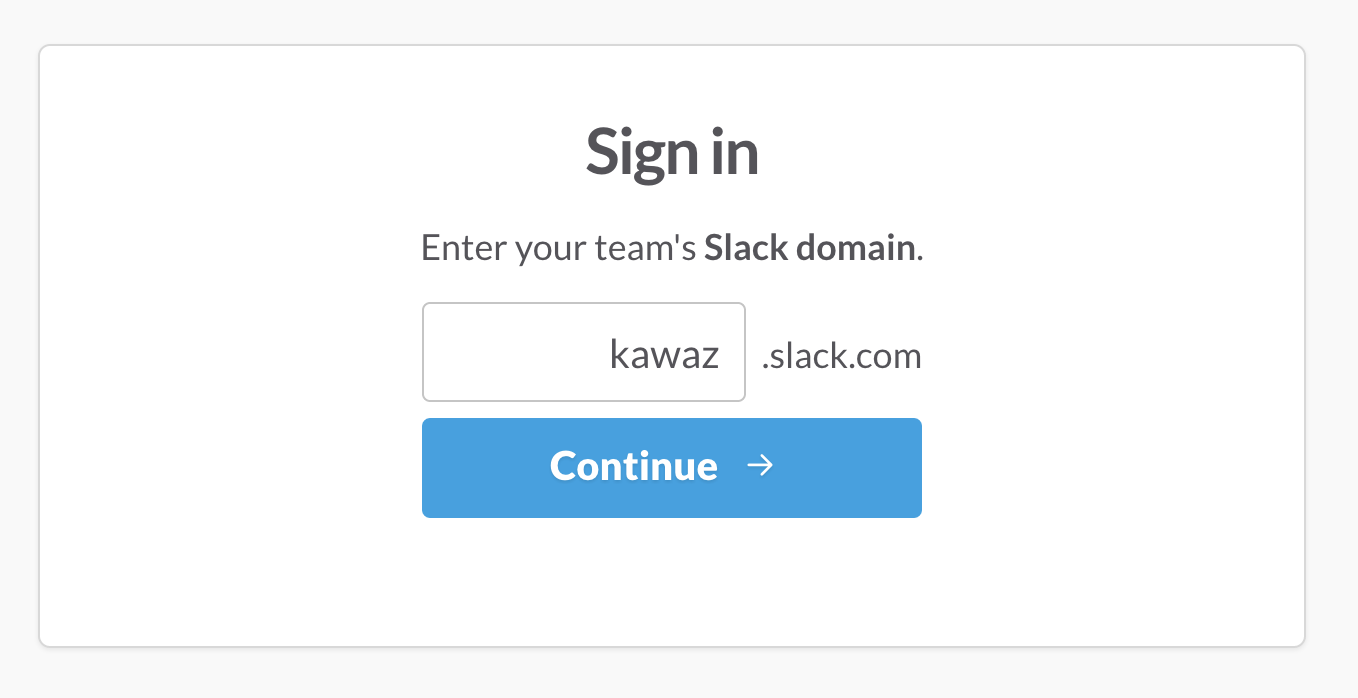 Sign in
Enter your team's Slack domain.
kawaz .slack.com
Continue →